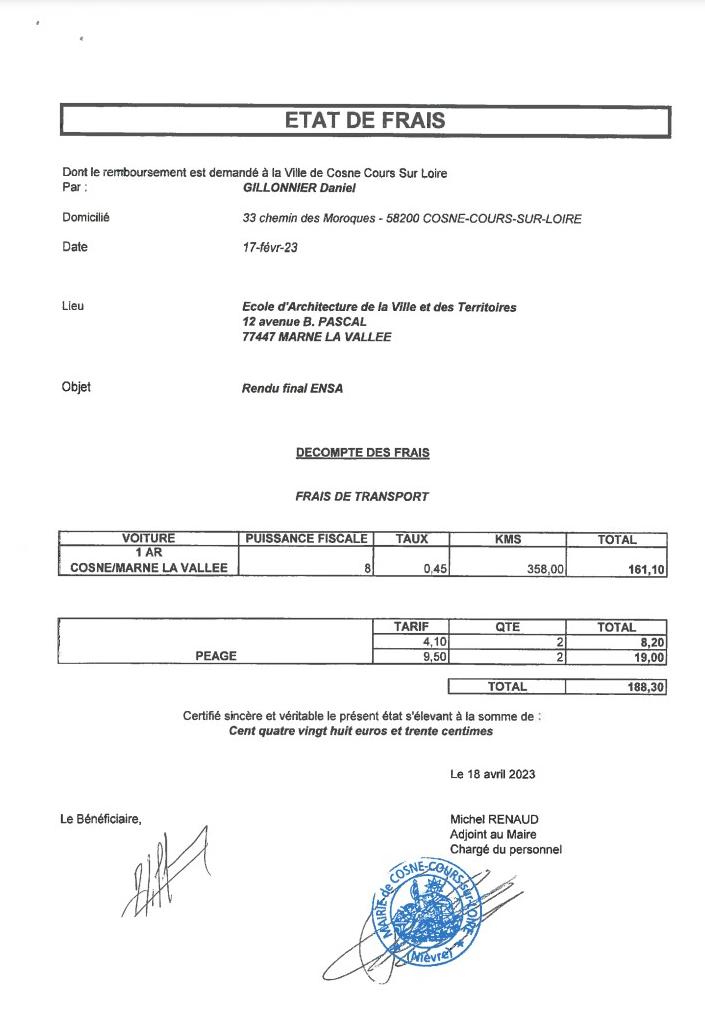 ETAT DE FRAIS
Dont le remboursement est demandé à la Ville de Cosne Cours Sur Loire
Par : GILLONNIER Daniel
Domicilié 33 chemin des Moroques - 58200 COSNE-COURS-SUR-LOIRE
Date 17-févr-23
Lieu Ecole d'Architecture de la Ville et des Territoires
12 avenue B. PASCAL
77447 MARNE LA VALLEE
Objet Rendu final ENSA
DECOMPTE DES FRAIS
FRAIS DE TRANSPORT
VOITURE PUISSANCE FISCALE TAUX KMS TOTAL
1 AR
COSNE/MARNE LA VALLEE 8 0,45 358,00 161,10
TARIF QTE TOTAL
4,10 2 8,20
PEAGE 9,50 2 19,00
TOTAL 188,30
Certifié sincère et véritable le présent état s'élevant à la somme de :
Cent quatre vingt huit euros et trente centimes
Le 18 avril 2023
Le Bénéficiaire, Michel RENAUD
Adjoint au Maire
Chargé du personnel
MAIRIE de COSNE-COURS-sur-LOIRE
(Nièvre)